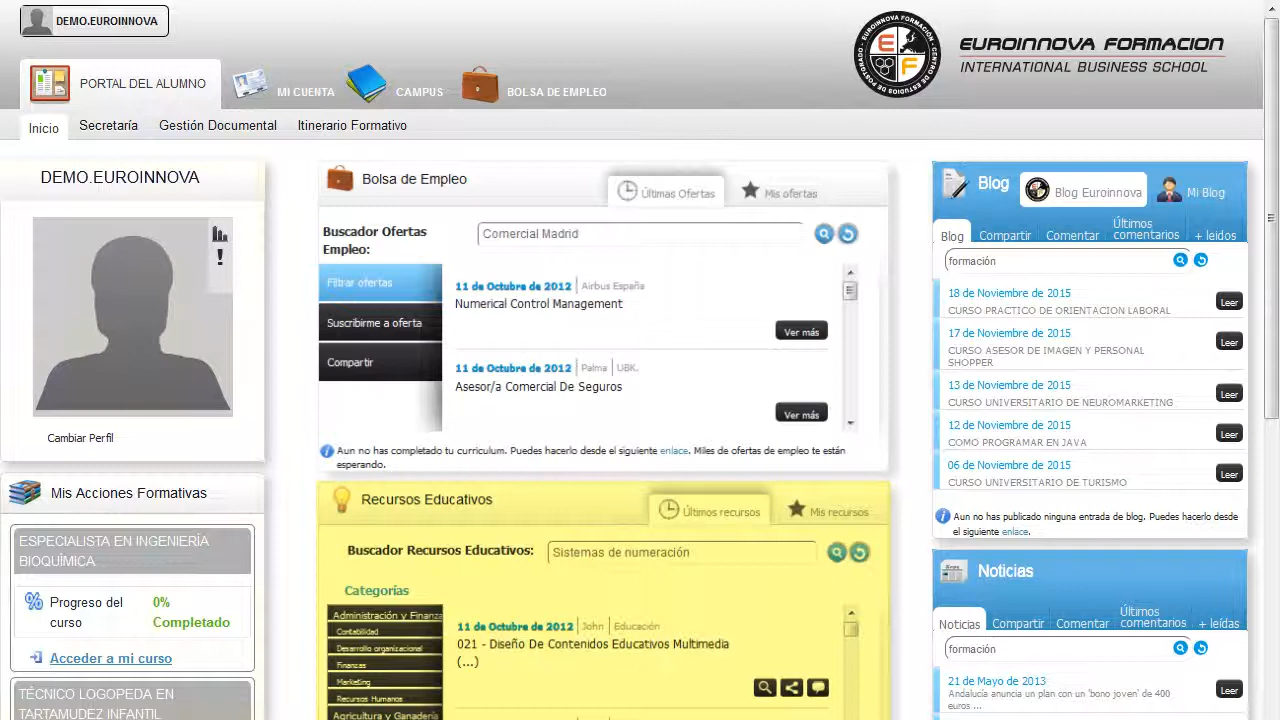 DEMO.EUROINNOVA
PORTAL DEL ALUMNO
MI CUENTA
CAMPUS
BOLSA DE EMPLEO
EUROINNOVA FORMACION
INTERNATIONAL BUSINESS SCHOOL
Inicio
Secretaría
Gestión Documental
Itinerario Formativo
DEMO.EUROINNOVA
Cambiar Perfil
Mis Acciones Formativas
ESPECIALISTA EN INGENIERÍA
BIOQUÍMICA
Progreso del
curso
0%
Completado
Acceder a mi curso
TÉCNICO LOGOPEDA EN
TARTAMUDEZ INFANTIL
Bolsa de Empleo
Últimas Ofertas
Mis ofertas
Buscador Ofertas
Empleo:
Comercial Madrid
Filtrar ofertas
Suscribirme a oferta
Compartir
11 de Octubre de 2012 Airbus España
Numerical Control Management
Ver más
11 de Octubre de 2012 Palma UBK.
Asesor/a Comercial De Seguros
Ver más
Aun no has completado tu curriculum. Puedes hacerlo desde el siguiente enlace. Miles de ofertas de empleo te están
esperando.
Recursos Educativos
Últimos recursos
Mis recursos
Buscador Recursos Educativos:
Sistemas de numeración
Categorías
Administración y Finanza
Contabilidad
Desarrollo organizacional
Finanzas
Marketing
Recursos Humanos
Agricultura y Ganadería
11 de Octubre de 2012 John Educación
021 - Diseño De Contenidos Educativos Multimedia
(...)
Blog
Blog Euroinnova
Mi Blog
Blog
Compartir
Comentar
Últimos
comentarios
+ leidos
formación
18 de Noviembre de 2015
CURSO PRACTICO DE ORIENTACION LABORAL
Leer
17 de Noviembre de 2015
CURSO ASESOR DE IMAGEN Y PERSONAL
SHOPPER
Leer
13 de Noviembre de 2015
CURSO UNIVERSITARIO DE NEUROMARKETING
Leer
12 de Noviembre de 2015
COMO PROGRAMAR EN JAVA
Leer
06 de Noviembre de 2015
CURSO UNIVERSITARIO DE TURISMO
Leer
Aun no has publicado ninguna entrada de blog. Puedes hacerlo desde
el siguiente enlace.
Noticias
Noticias
Compartir
Comentar
Últimos
comentarios
+ leídas
formación
21 de Mayo de 2013
Andalucía anuncia un joven' de 400
euros ...
Leer